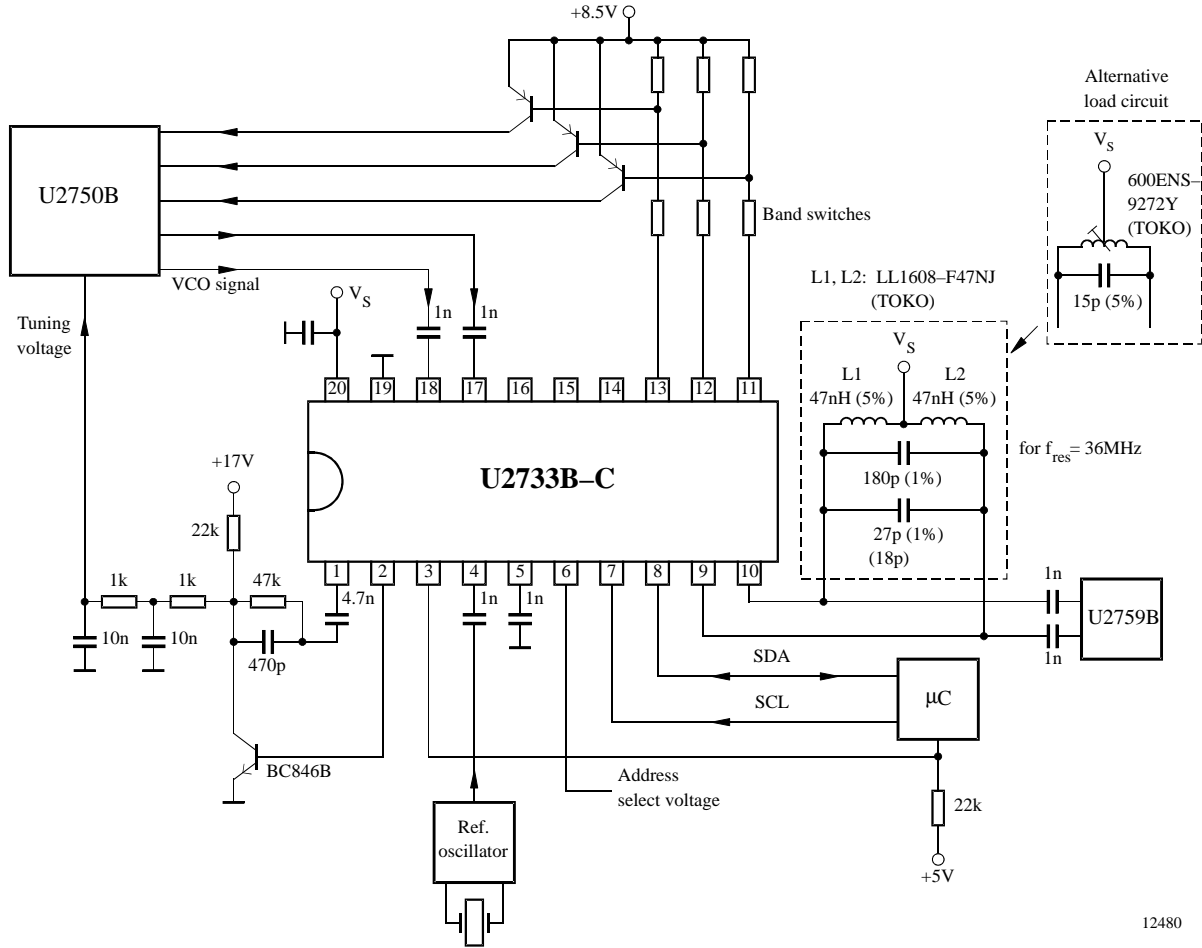 +8.5V
Alternative
load circuit
V_S
600ENS–
9272Y
(TOKO)
15p (5%)
U2750B
Band switches
VCO signal
Tuning
voltage
V_S
1n
1n
L1, L2: LL1608–F47NJ
(TOKO)
V_S
L1
L2
47nH (5%)
47nH (5%)
180p (1%)
27p (1%)
(18p)
for f_res= 36MHz
20
19
18
17
16
15
14
13
12
11
U2733B–C
1
2
3
4
5
6
7
8
9
10
+17V
22k
1k
1k
47k
4.7n
1n
1n
10n
10n
470p
1n
1n
U2759B
SDA
SCL
µC
BC846B
Address
select voltage
22k
Ref.
oscillator
+5V
12480